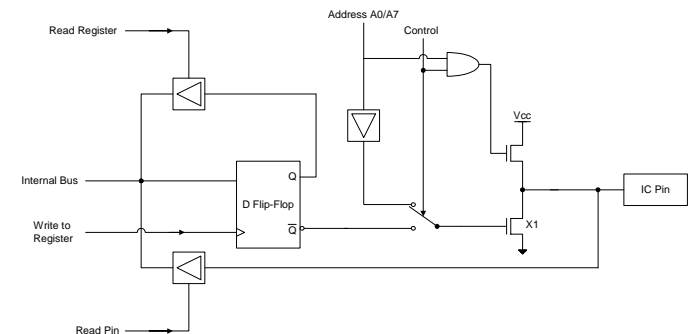 Address A0/A7
Read Register
Control
Vcc
Internal Bus
Q
D Flip-Flop
IC Pin
Write to
Register
Q̅
X1
Read Pin